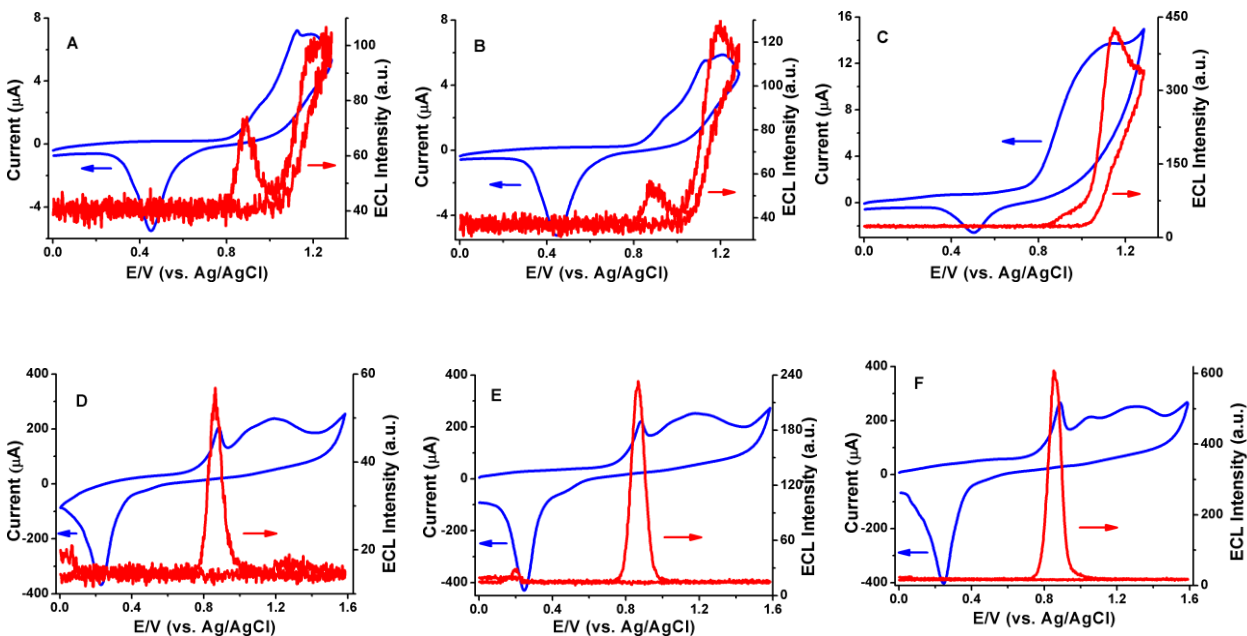 A
Current (μA)
8
4
0
-4
ECL Intensity (a.u.)
100
80
60
40
0.0 0.4 0.8 1.2
E/V (vs. Ag/AgCl)
B
Current (μA)
8
4
0
-4
ECL Intensity (a.u.)
120
100
80
60
40
0.0 0.4 0.8 1.2
E/V (vs. Ag/AgCl)
C
Current (μA)
16
12
8
4
0
ECL Intensity (a.u.)
450
300
150
0
0.0 0.4 0.8 1.2
E/V (vs. Ag/AgCl)
D
Current (μA)
400
200
0
-200
-400
ECL Intensity (a.u.)
60
40
20
0.0 0.4 0.8 1.2 1.6
E/V (vs. Ag/AgCl)
E
Current (μA)
400
200
0
-200
-400
ECL Intensity (a.u.)
240
180
120
60
0
0.0 0.4 0.8 1.2 1.6
E/V (vs. Ag/AgCl)
F
Current (μA)
400
200
0
-200
-400
ECL Intensity (a.u.)
600
400
200
0
0.0 0.4 0.8 1.2 1.6
E/V (vs. Ag/AgCl)